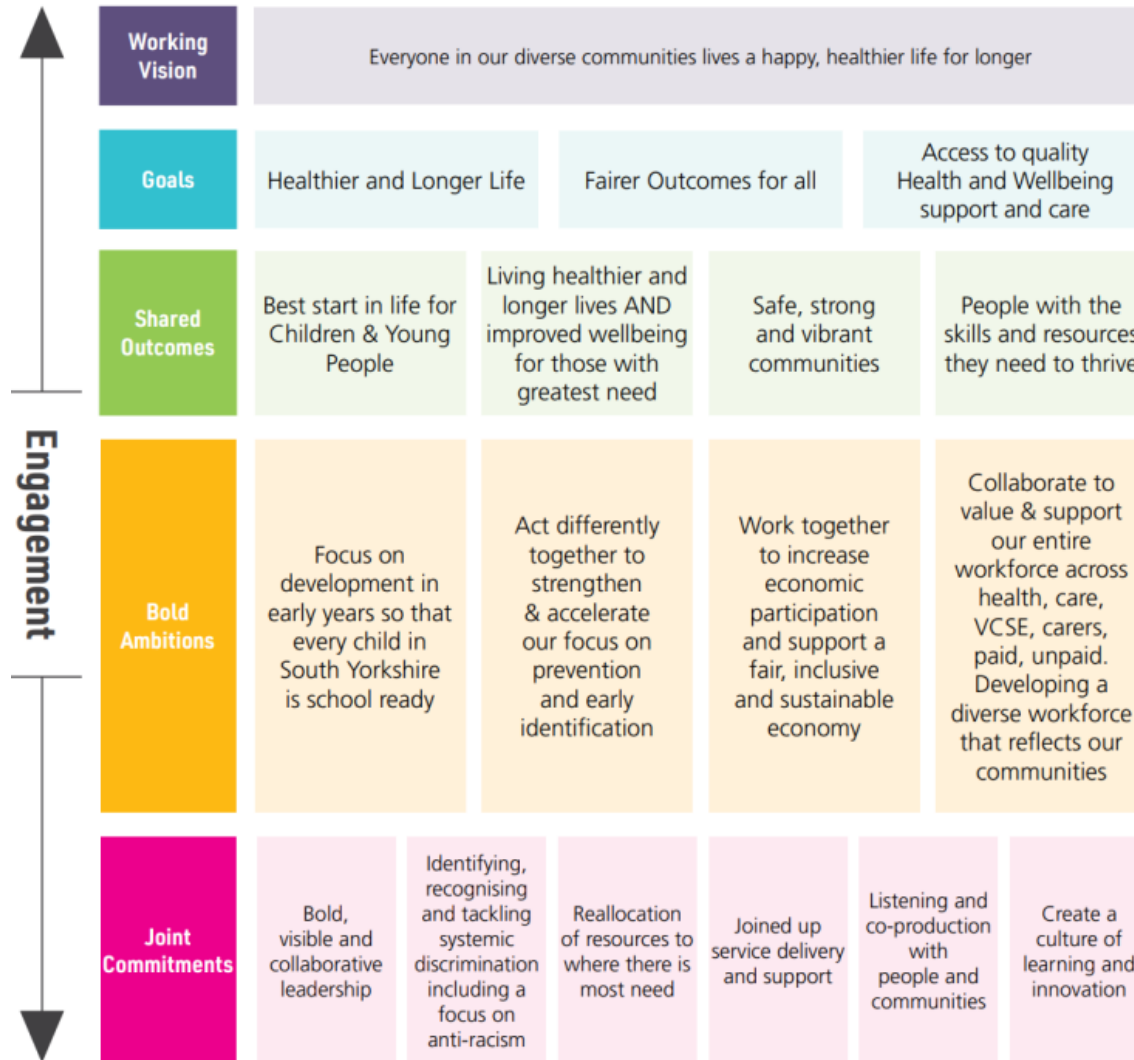 Engagement
Working
Vision
Everyone in our diverse communities lives a happy, healthier life for longer
Goals
Healthier and Longer Life
Fairer Outcomes for all
Access to quality
Health and Wellbeing
support and care
Shared
Outcomes
Best start in life for
Children & Young
People
Living healthier and
longer lives AND
improved wellbeing
for those with
greatest need
Safe, strong
and vibrant
communities
People with the
skills and resources
they need to thrive
Bold
Ambitions
Focus on
development in
early years so that
every child in
South Yorkshire
is school ready
Act differently
together to
strengthen
& accelerate
our focus on
prevention
and early
identification
Work together
to increase
economic
participation
and support a
fair, inclusive
and sustainable
economy
Collaborate to
value & support
our entire
workforce across
health, care,
VCSE, carers,
paid, unpaid.
Developing a
diverse workforce
that reflects our
communities
Joint
Commitments
Bold,
visible and
collaborative
leadership
Identifying,
recognising
and tackling
systemic
discrimination
including a
focus on
anti-racism
Reallocation
of resources to
where there is
most need
Joined up
service delivery
and support
Listening and
co-production
with
people and
communities
Create a
culture of
learning and
innovation